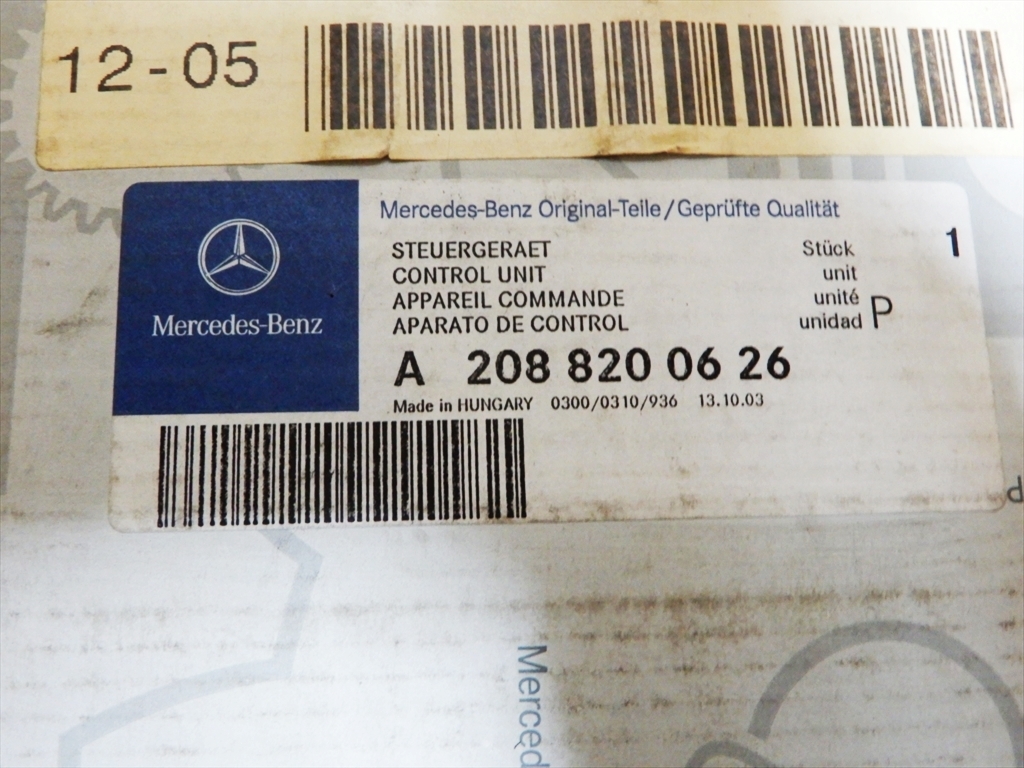 12-05
Mercedes-Benz Original-Teile/Geprüfte Qualität
Mercedes-Benz
STEUERGERAET Stück 1
CONTROL UNIT unit
APPAREIL COMMANDE unité
APARATO DE CONTROL unidad P
A 208 820 06 26
Made in HUNGARY 0300/0310/936 13.10.03
Merced